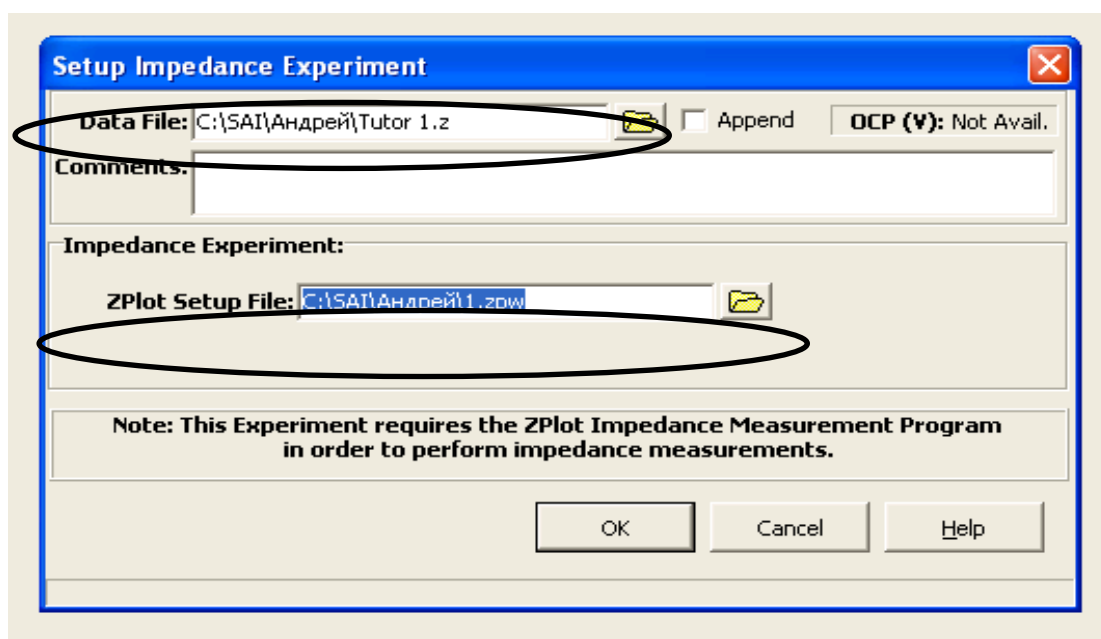 Setup Impedance Experiment
Data File: C:\SAI\Андрей\Tutor 1.z Append OCP (V): Not Avail.
Comments:
Impedance Experiment:
ZPlot Setup File: C:\SAI\Андрей\1.zpw
Note: This Experiment requires the ZPlot Impedance Measurement Program
in order to perform impedance measurements.
OK Cancel Help